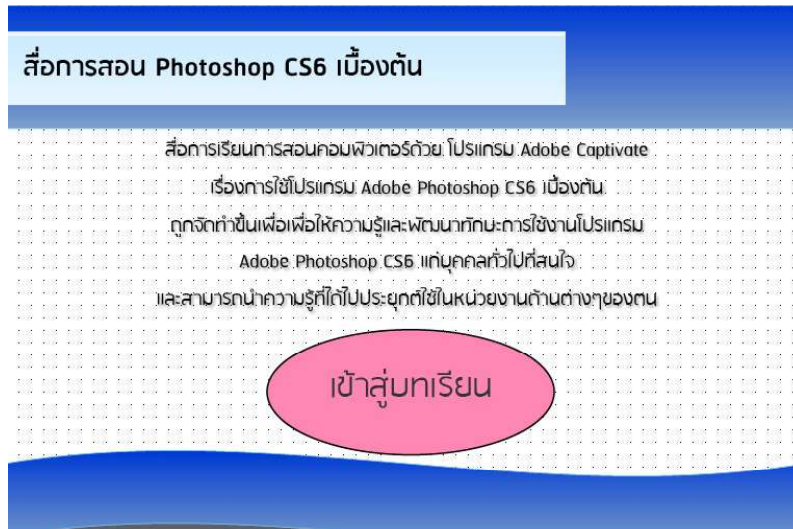 สื่อการสอน Photoshop CS6 เบื้องต้น
สื่อการเรียนการสอนคอมพิวเตอร์ด้วย โปรแกรม Adobe Captivate
เรื่องการใช้โปรแกรม Adobe Photoshop CS6 เบื้องต้น
ถูกจัดทำขึ้นเพื่อเพื่อให้ความรู้และพัฒนาทักษะการใช้งานโปรแกรม
Adobe Photoshop CS6 แก่บุคคลทั่วไปที่สนใจ
และสามารถนำความรู้ที่ได้ไปประยุกต์ใช้ในหน่วยงานด้านต่างๆของตน
เข้าสู่บทเรียน